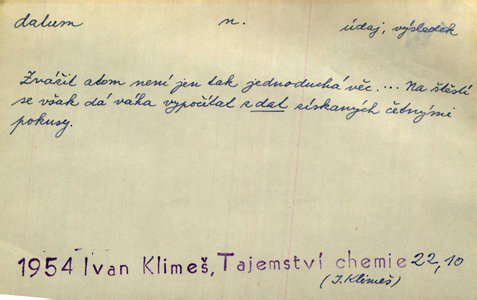 datum n. údaj, výsledek
Zvážit atom není jen tak jednoduchá věc .... Na štěstí
se však dá váha vypočítat z dat získaných četnými
pokusy.
1954 Ivan Klimeš, Tajemství chemie 22, 10
(I. Klimeš)